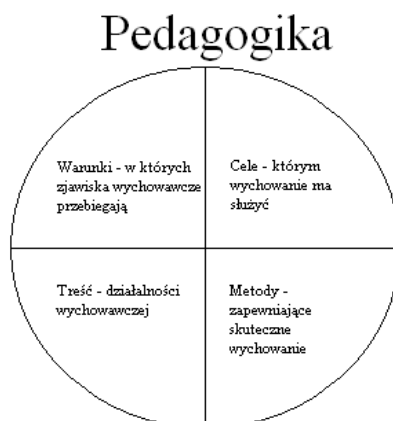 Pedagogika
Warunki - w których
zjawiska wychowawcze
przebiegają
Cele - którym
wychowanie ma
służyć
Treść - działalności
wychowawczej
Metody -
zapewniające
skuteczne
wychowanie